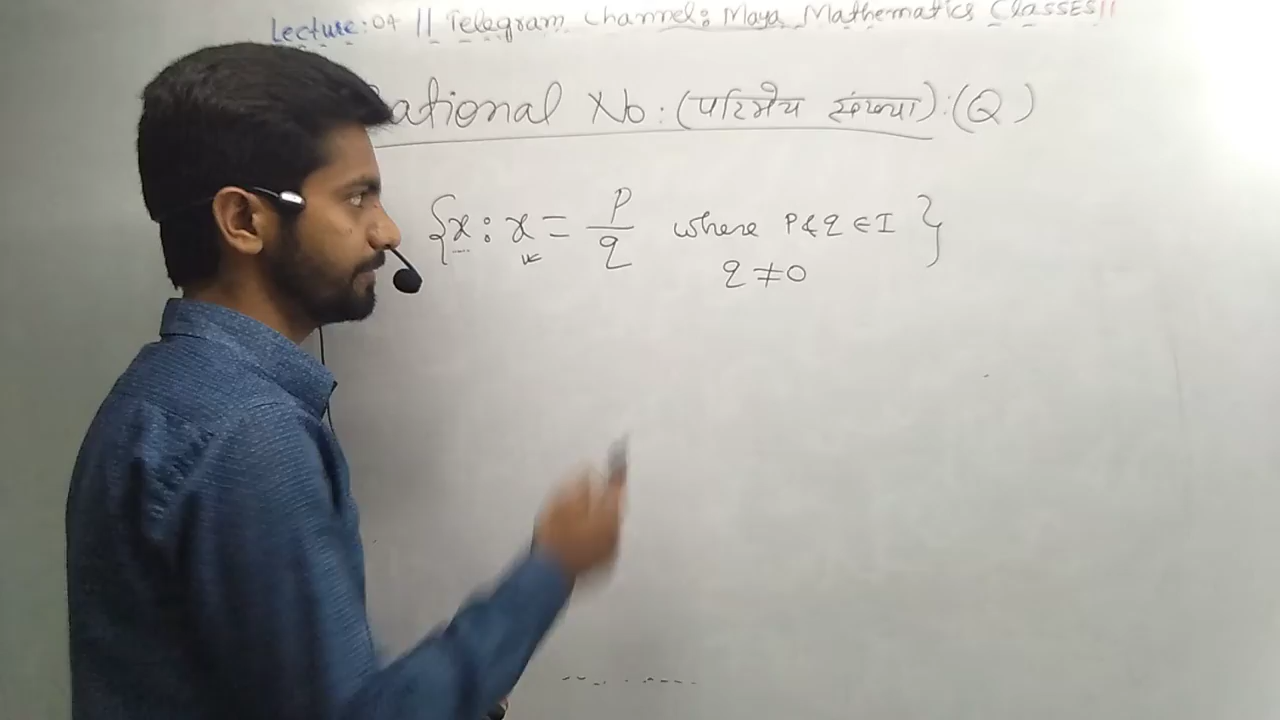 Lecture: 04 || Telegram Channel: Maya Mathematics Classes ||
ational No: (परिमेय संख्या): (Q)
{x : x = p/q where P & q ∈ I }
q ≠ 0